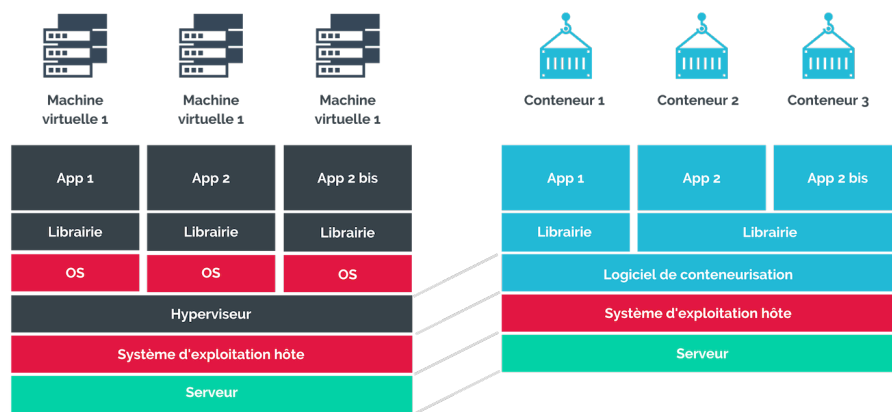 Machine
virtuelle 1
Machine
virtuelle 1
Machine
virtuelle 1
App 1
App 2
App 2 bis
Librairie
Librairie
Librairie
OS
OS
OS
Hyperviseur
Système d'exploitation hôte
Serveur
Conteneur 1
Conteneur 2
Conteneur 3
App 1
App 2
App 2 bis
Librairie
Librairie
Logiciel de conteneurisation
Système d'exploitation hôte
Serveur